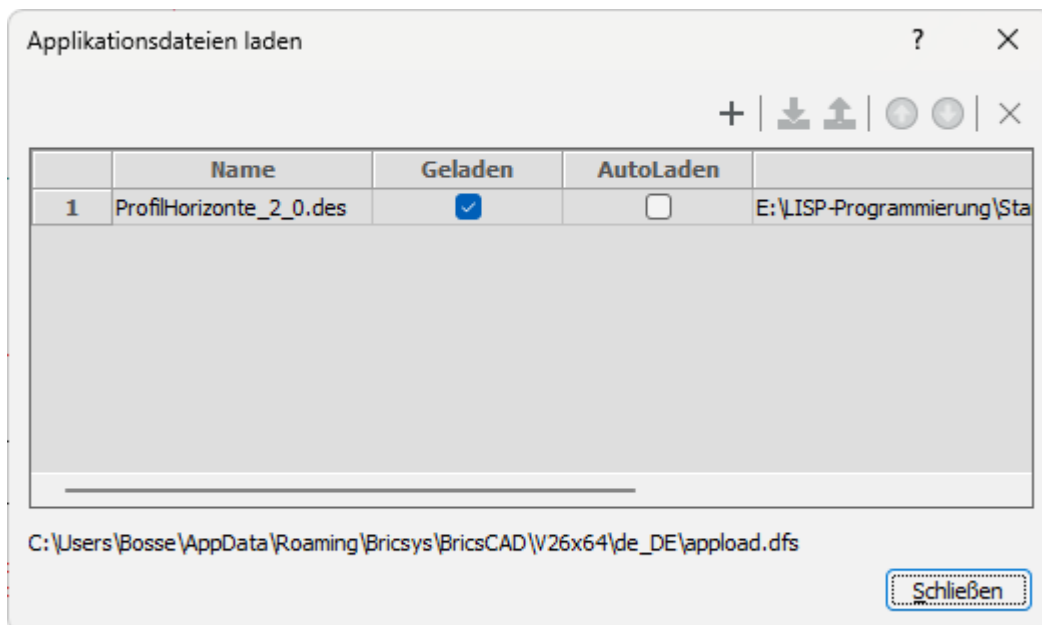 Applikationsdateien laden ?
Name Geladen AutoLaden
1 ProfilHorizonte_2_0.des E:\LISP-Programmierung\Sta
C:\Users\Bosse\AppData\Roaming\Bricsys\BricsCAD\V26x64\de_DE\appload.dfs
Schließen